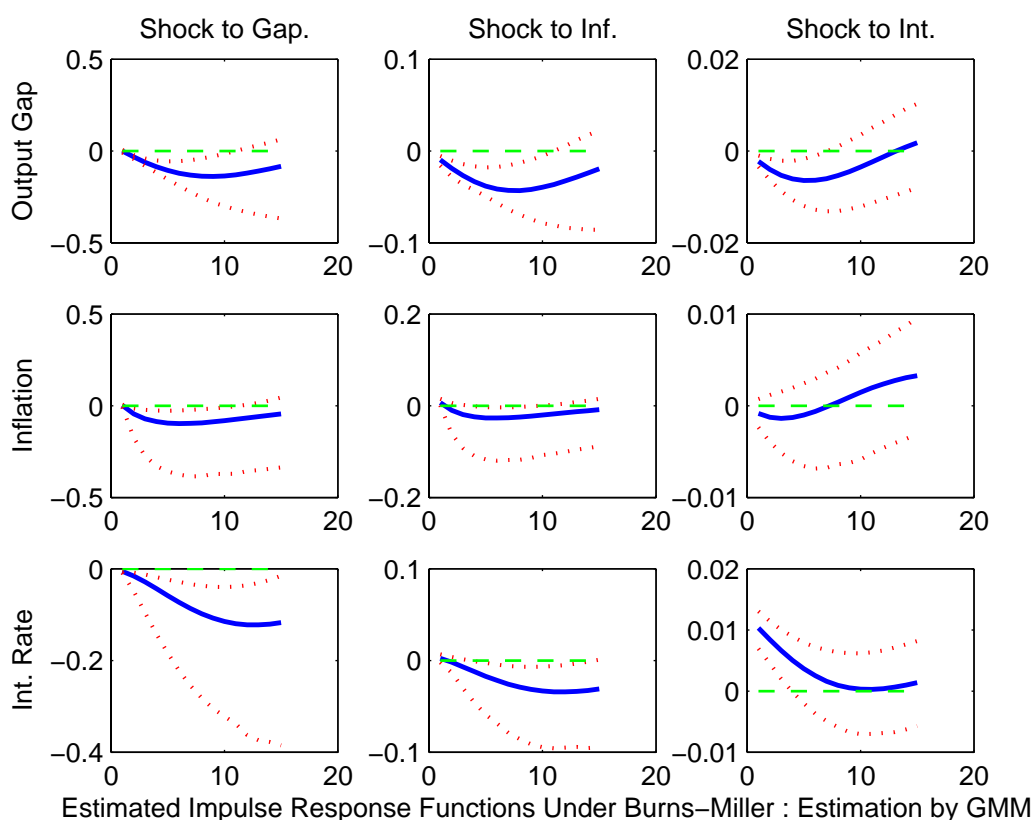 Shock to Gap. Shock to Inf. Shock to Int.
0.5 0.1 0.02
Output Gap
0 0 0
−0.5 −0.1 −0.02
0 10 20 0 10 20 0 10 20
0.5 0.2 0.01
Inflation
0 0 0
−0.5 −0.2 −0.01
0 10 20 0 10 20 0 10 20
0 0.1 0.02
Int. Rate
0.01
−0.2 0 0
−0.4 −0.1 −0.01
0 10 20 0 10 20 0 10 20
Estimated Impulse Response Functions Under Burns−Miller : Estimation by GMM